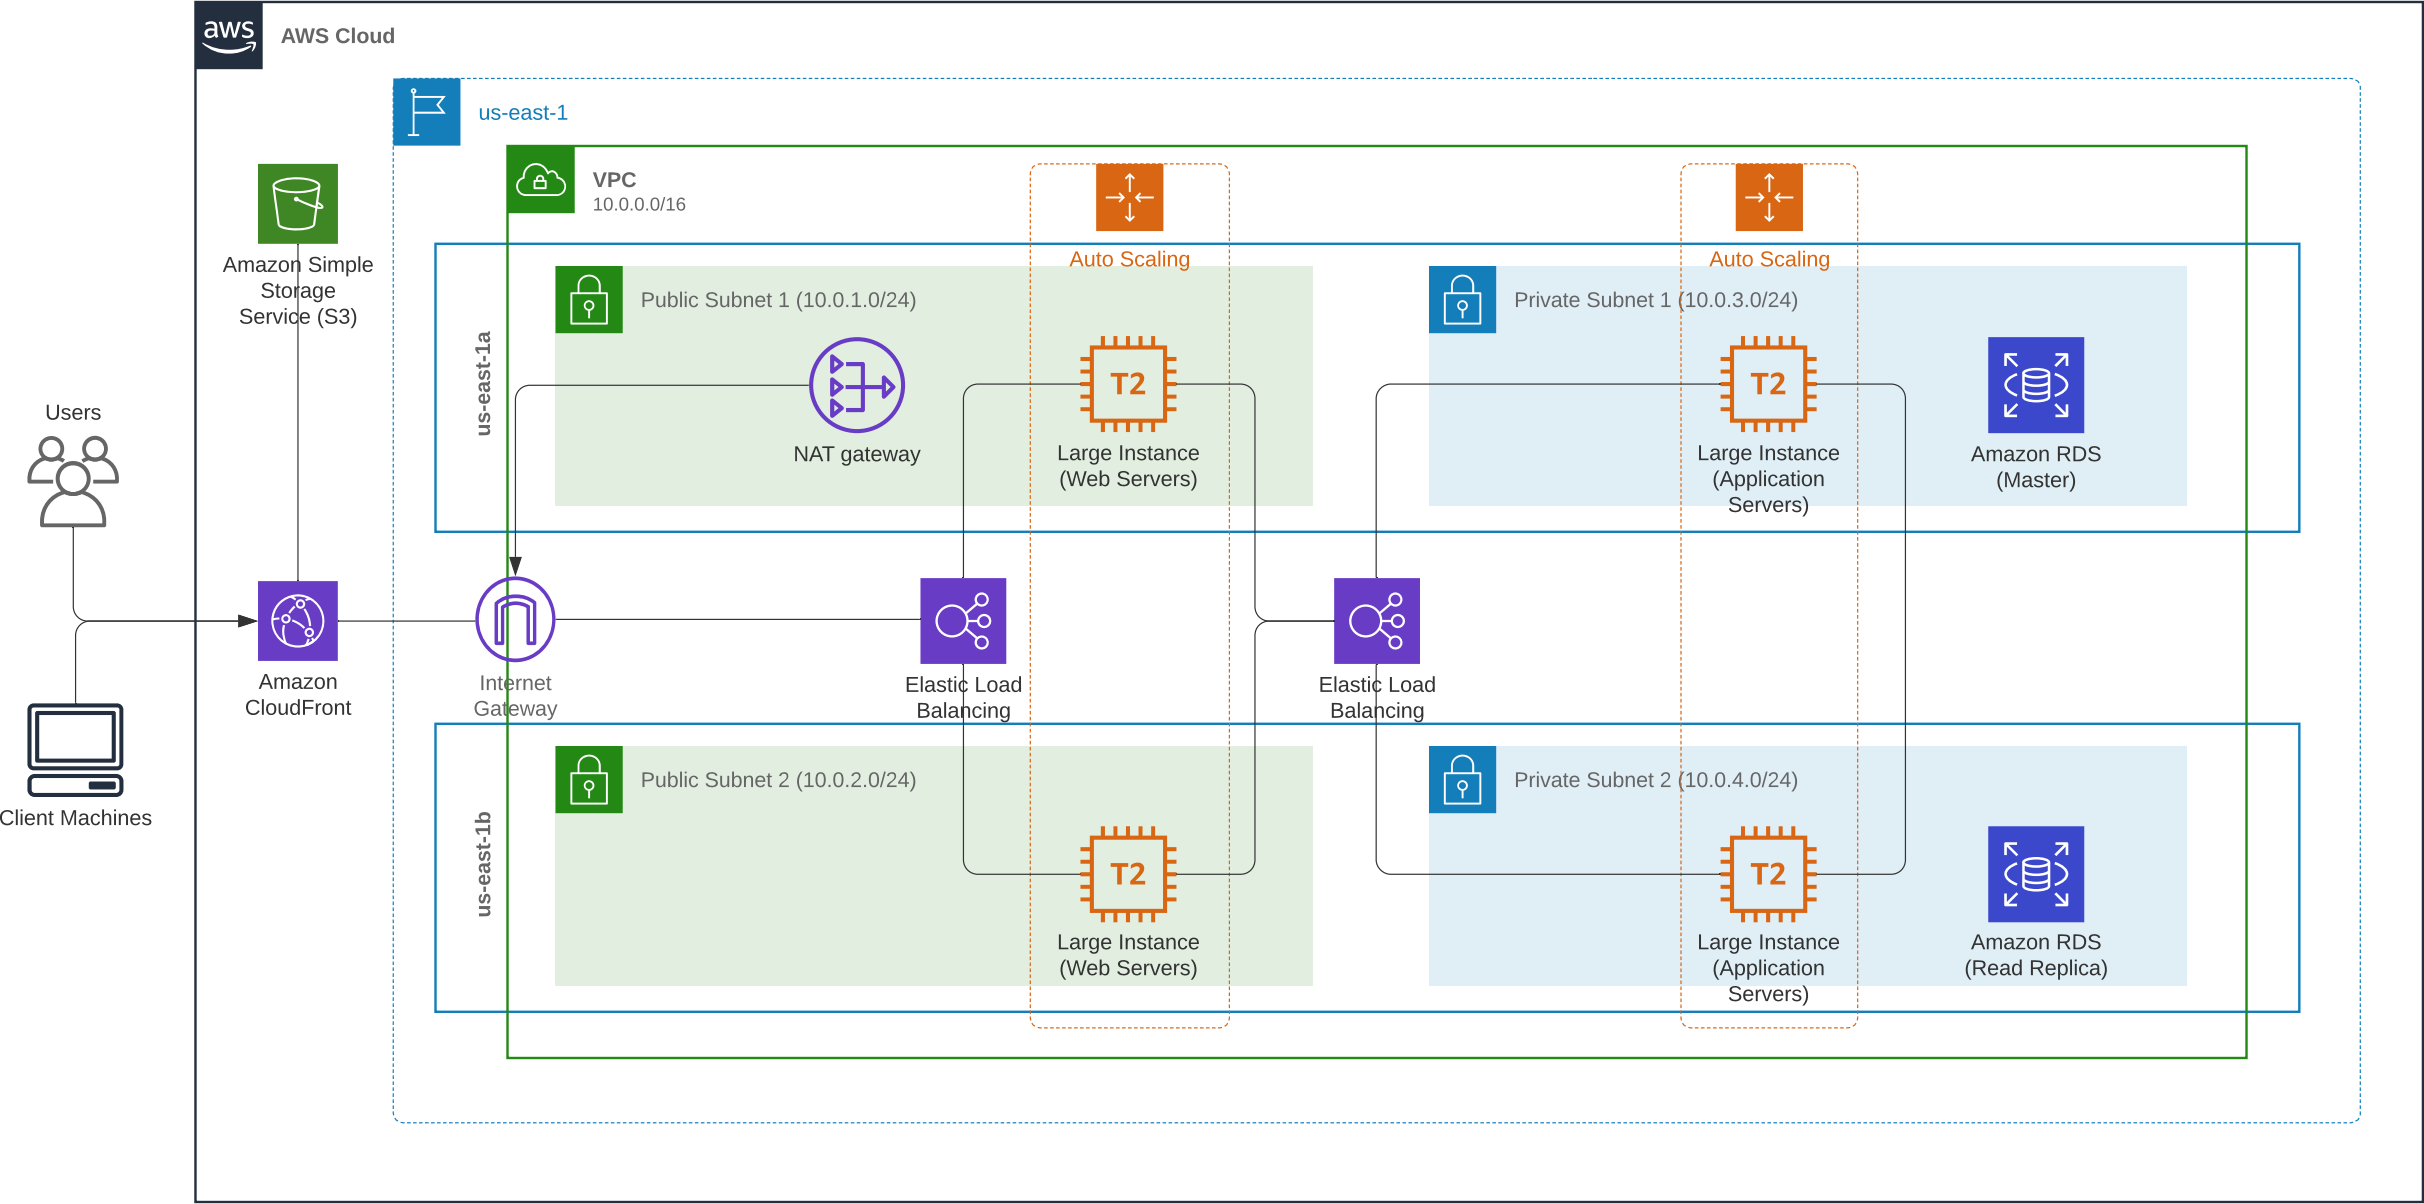 aws
AWS Cloud
us-east-1
VPC
10.0.0.0/16
Auto Scaling
Auto Scaling
Amazon Simple
Storage
Service (S3)
us-east-1a
Public Subnet 1 (10.0.1.0/24)
NAT gateway
T2
Large Instance
(Web Servers)
Private Subnet 1 (10.0.3.0/24)
T2
Large Instance
(Application
Servers)
Amazon RDS
(Master)
Users
Client Machines
Amazon
CloudFront
Internet
Gateway
Elastic Load
Balancing
Elastic Load
Balancing
us-east-1b
Public Subnet 2 (10.0.2.0/24)
T2
Large Instance
(Web Servers)
Private Subnet 2 (10.0.4.0/24)
T2
Large Instance
(Application
Servers)
Amazon RDS
(Read Replica)